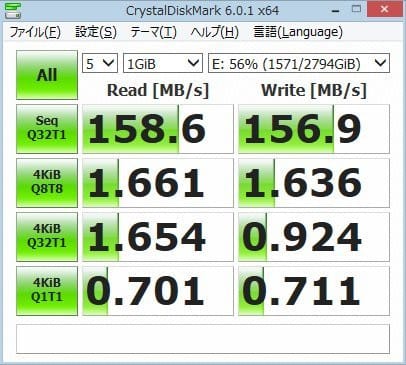 CrystalDiskMark 6.0.1 x64
ファイル(F) 設定(S) テーマ(T) ヘルプ(H) 言語(Language)
All 5 1GiB E: 56% (1571/2794GiB)
Read [MB/s] Write [MB/s]
Seq
Q32T1 158.6 156.9
4KiB
Q8T8 1.661 1.636
4KiB
Q32T1 1.654 0.924
4KiB
Q1T1 0.701 0.711